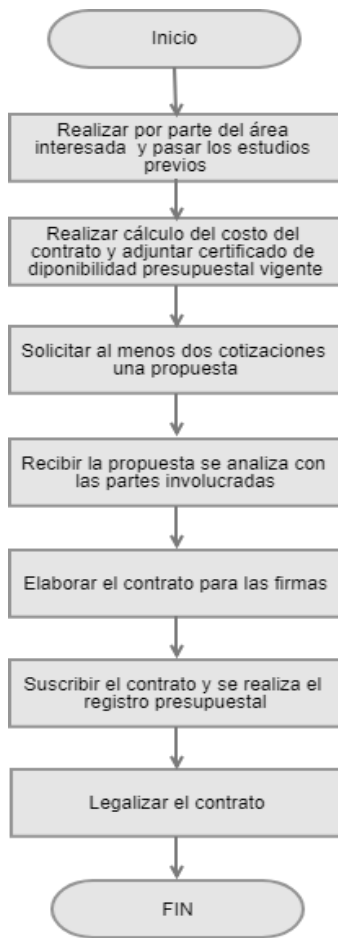 Inicio
Realizar por parte del área
interesada y pasar los estudios
previos
Realizar cálculo del costo del
contrato y adjuntar certificado de
diponibilidad presupuestal vigente
Solicitar al menos dos cotizaciones
una propuesta
Recibir la propuesta se analiza con
las partes involucradas
Elaborar el contrato para las firmas
Suscribir el contrato y se realiza el
registro presupuestal
Legalizar el contrato
FIN